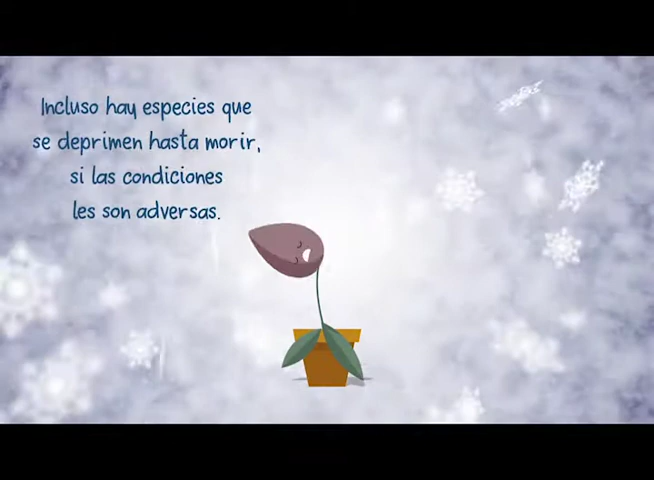 Incluso hay especies que
se deprimen hasta morir,
si las condiciones
les son adversas.